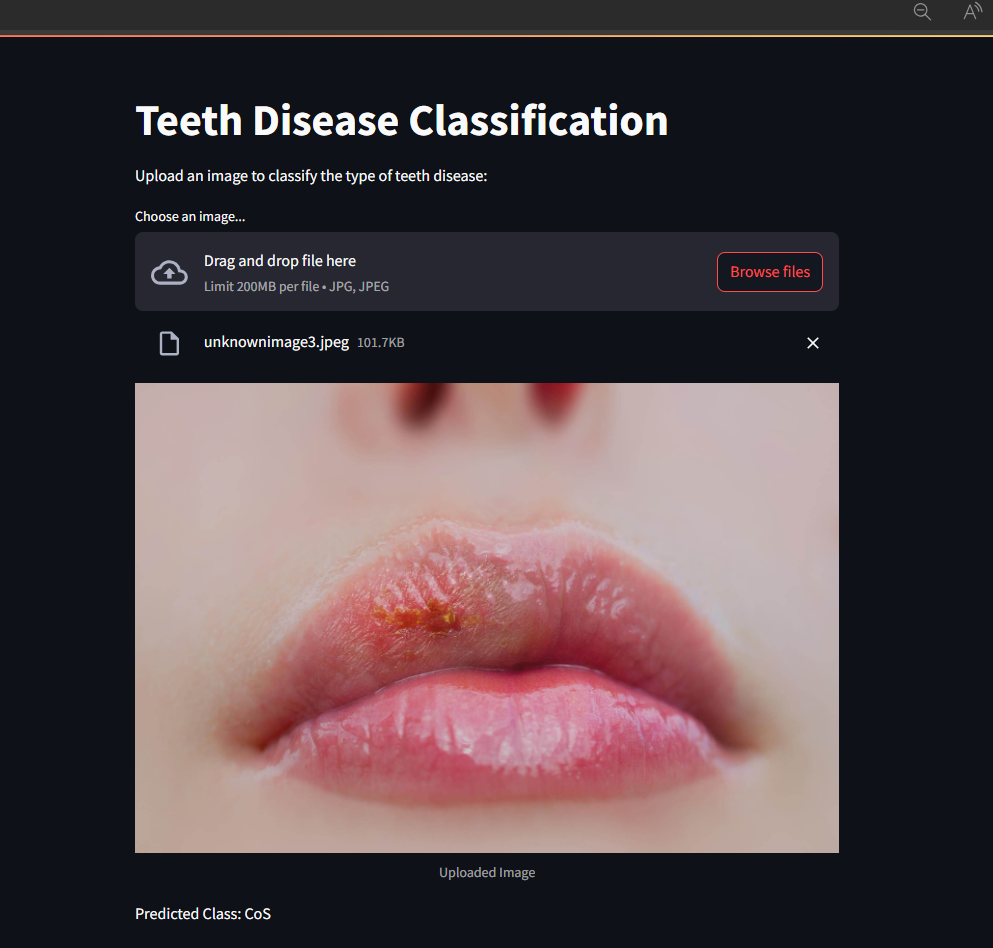 Teeth Disease Classification
Upload an image to classify the type of teeth disease:
Choose an image...
Drag and drop file here
Limit 200MB per file • JPG, JPEG
Browse files
unknownimage3.jpeg 101.7KB
Uploaded Image
Predicted Class: CoS